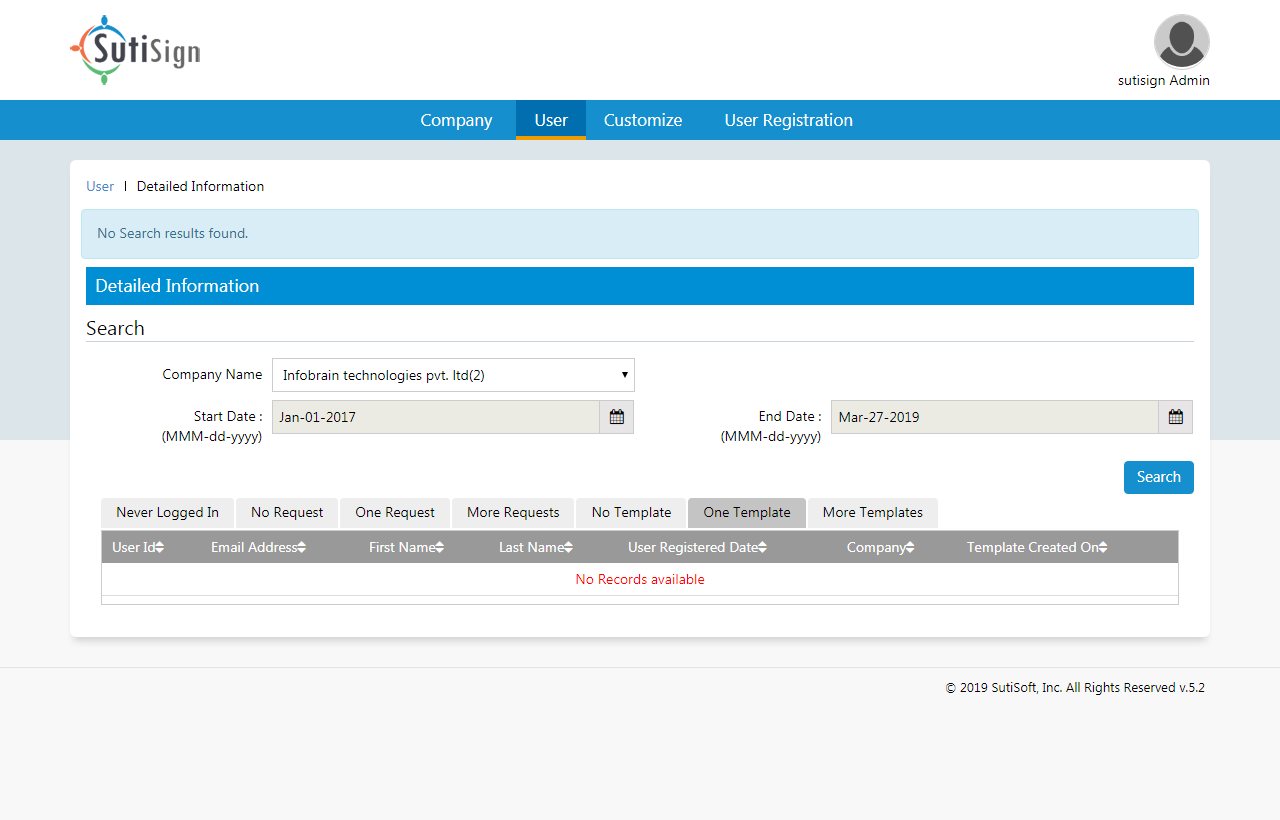 SutiSign
sutisign Admin
Company User Customize User Registration
User | Detailed Information
No Search results found.
Detailed Information
Search
Company Name Infobrain technologies pvt. ltd(2)
Start Date : Jan-01-2017 End Date : Mar-27-2019
(MMM-dd-yyyy) (MMM-dd-yyyy)
Search
Never Logged In No Request One Request More Requests No Template One Template More Templates
User Id Email Address First Name Last Name User Registered Date Company Template Created On
No Records available
© 2019 SutiSoft, Inc. All Rights Reserved v.5.2